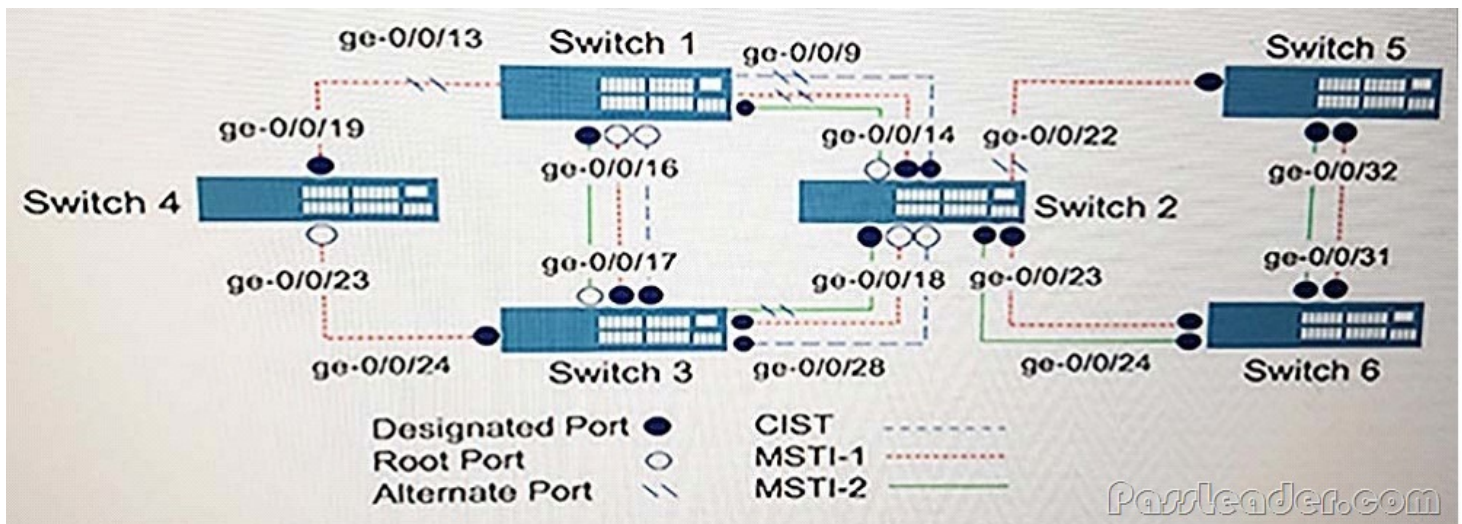 ge-0/0/13
Switch 1
ge-0/0/9
Switch 5
ge-0/0/19
ge-0/0/14
ge-0/0/22
ge-0/0/16
ge-0/0/32
Switch 4
Switch 2
ge-0/0/23
ge-0/0/17
ge-0/0/18
ge-0/0/23
ge-0/0/31
ge-0/0/24
Switch 3
ge-0/0/28
ge-0/0/24
Switch 6
Designated Port
CIST
Root Port
MSTI-1
Alternate Port
MSTI-2
PassLeader.com